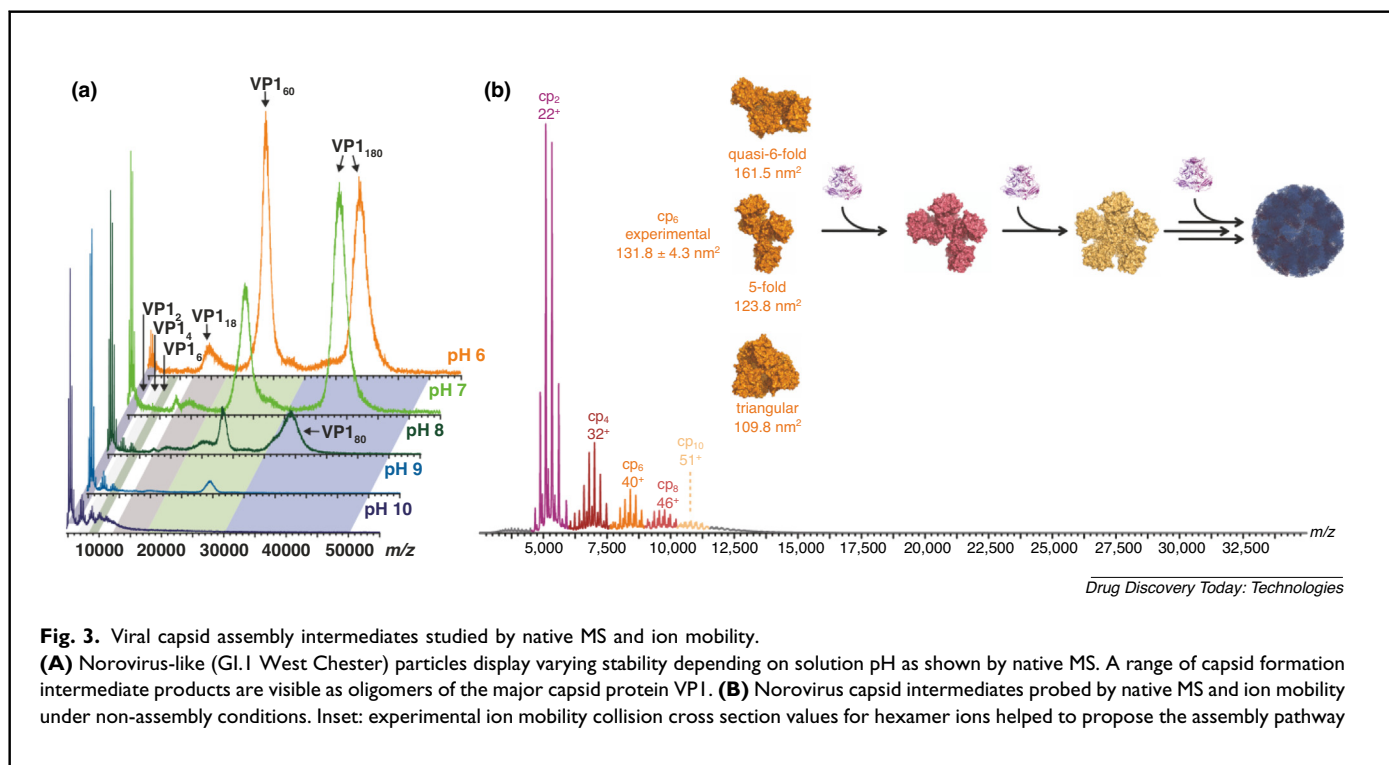 (a)
VP1₆₀
VP1₁₈₀
VP1₂
VP1₄
VP1₆
VP1₁₈
pH 6
pH 7
pH 8
VP1₈₀
pH 9
pH 10
10000 20000 30000 40000 50000 m/z
(b)
cp₂
22⁺
cp₄
32⁺
cp₆
40⁺
cp₈
46⁺
cp₁₀
51⁺
quasi-6-fold
161.5 nm²
cp₆
experimental
131.8 ± 4.3 nm²
5-fold
123.8 nm²
triangular
109.8 nm²
5,000 7,500 10,000 12,500 15,000 17,500 20,000 22,500 25,000 27,500 30,000 32,500 m/z
Drug Discovery Today: Technologies
Fig. 3. Viral capsid assembly intermediates studied by native MS and ion mobility.
(A) Norovirus-like (GI.1 West Chester) particles display varying stability depending on solution pH as shown by native MS. A range of capsid formation
intermediate products are visible as oligomers of the major capsid protein VP1. (B) Norovirus capsid intermediates probed by native MS and ion mobility
under non-assembly conditions. Inset: experimental ion mobility collision cross section values for hexamer ions helped to propose the assembly pathway